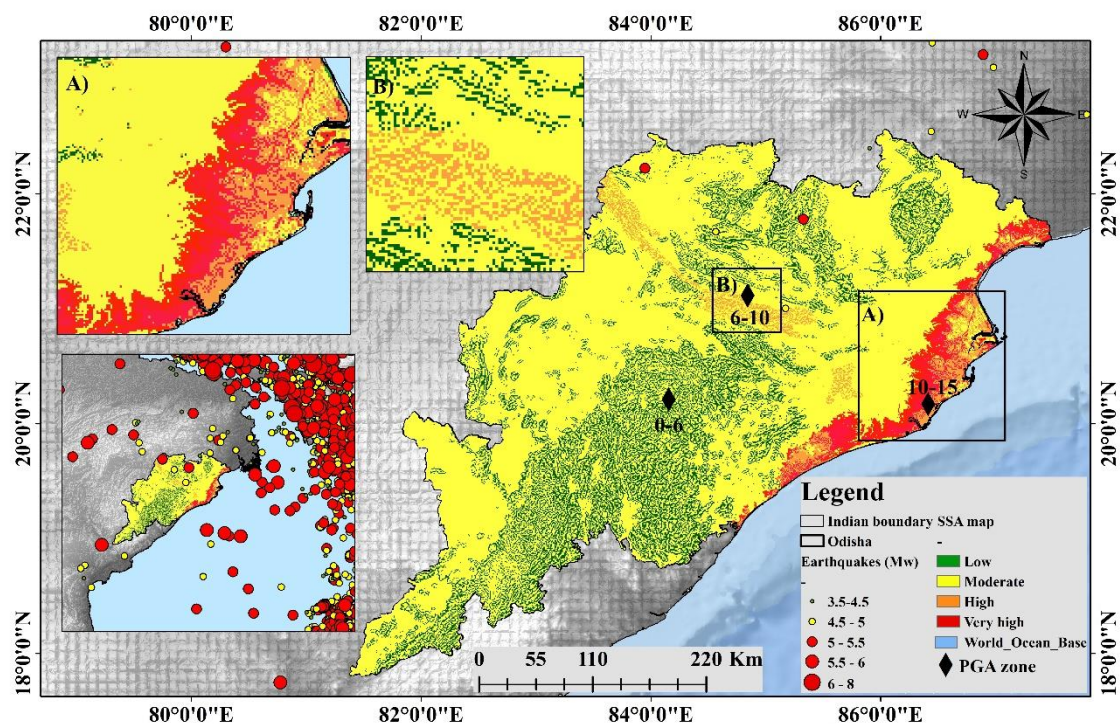 80°0'0"E 82°0'0"E 84°0'0"E 86°0'0"E
A)
B)
N
W E
S
22°0'0"N 22°0'0"N
B)
6-10
A)
10-15
0-6
20°0'0"N 20°0'0"N
Legend
Indian boundary SSA map
Odisha -
Earthquakes (Mw) Low
- Moderate
3.5-4.5 High
4.5 - 5 Very high
5 - 5.5 World_Ocean_Base
5.5 - 6 PGA zone
6 - 8
0 55 110 220 Km
18°0'0"N 18°0'0"N
80°0'0"E 82°0'0"E 84°0'0"E 86°0'0"E